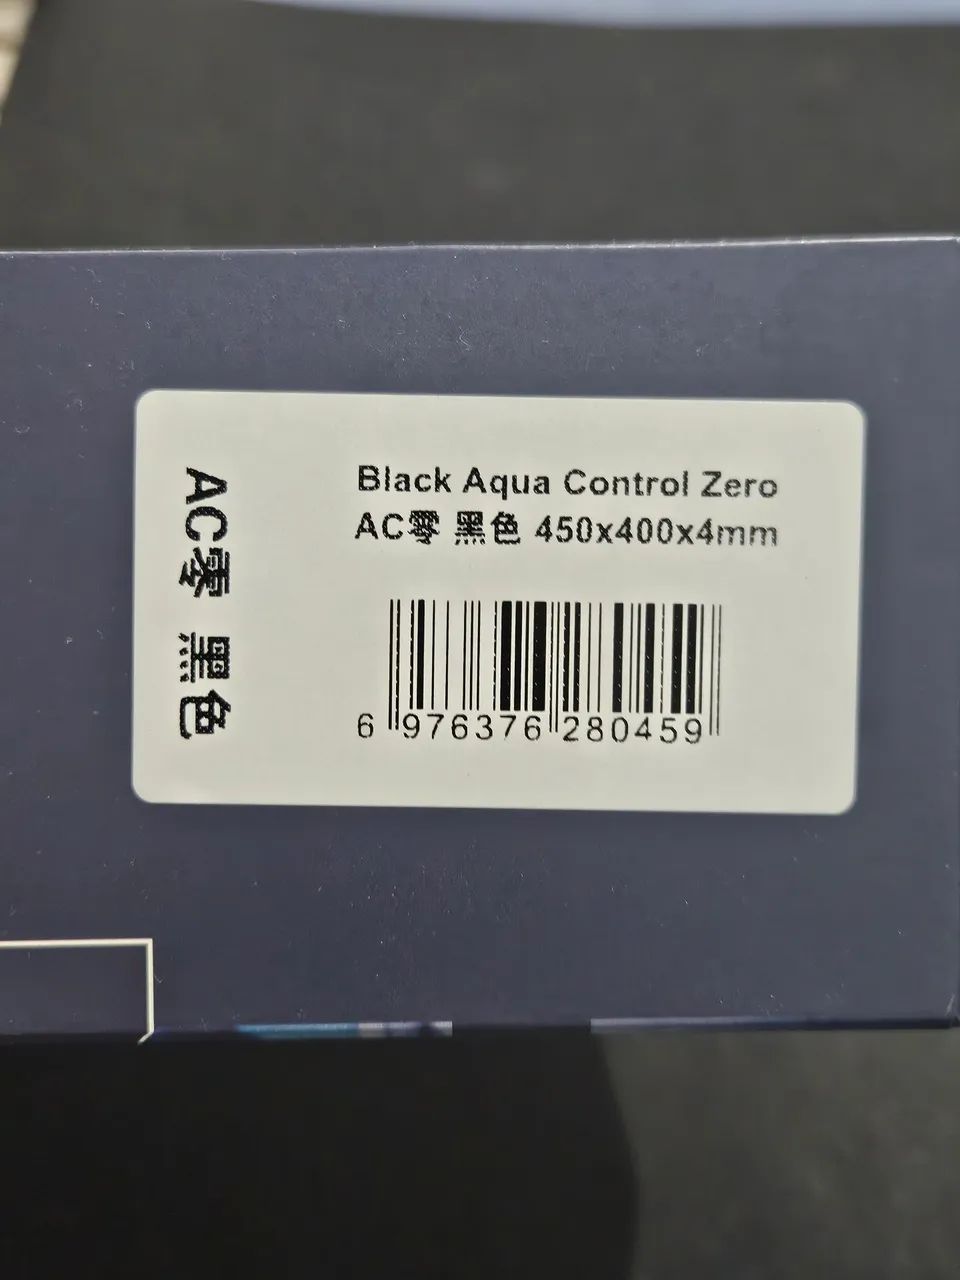 Black Aqua Control Zero
AC零 黑色 450x400x4mm
6 976376 280459
AC零 黑色